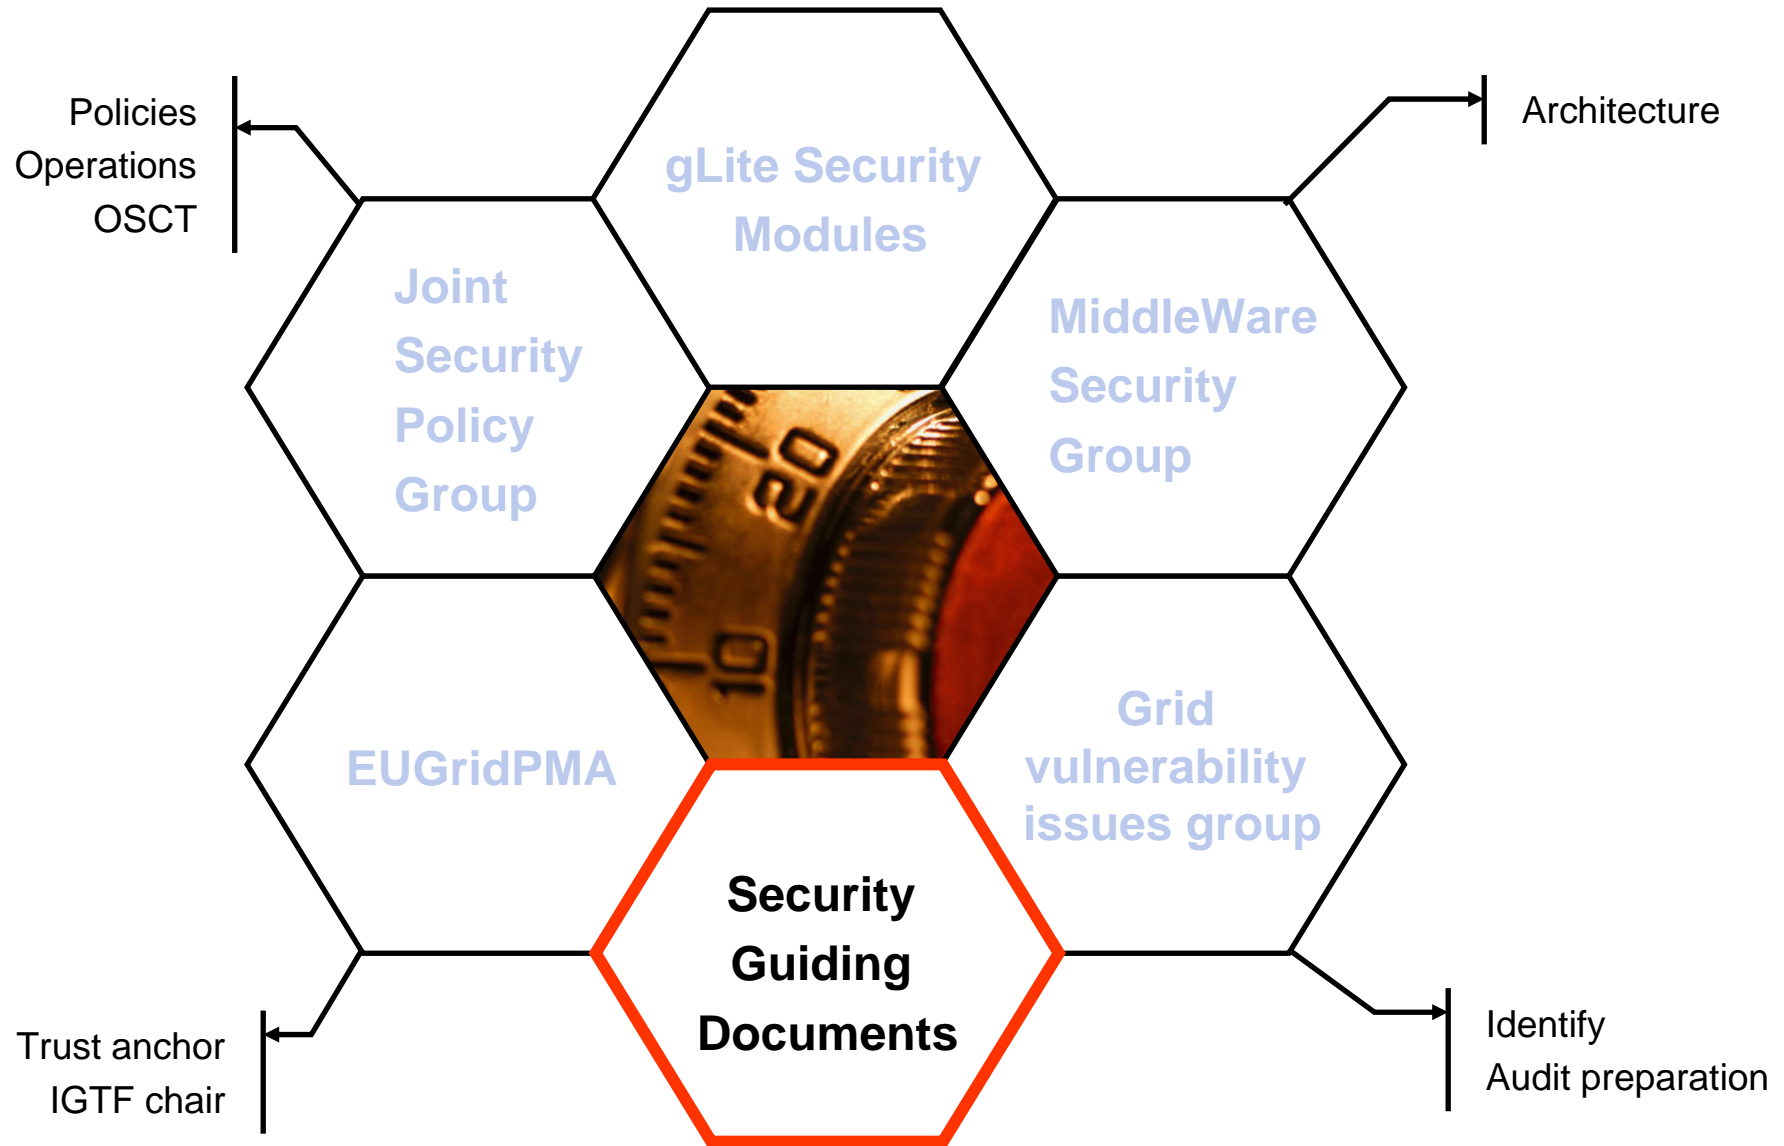 Policies
Operations
OSCT
Architecture
gLite Security
Modules
Joint
Security
Policy
Group
MiddleWare
Security
Group
20
10
EUGridPMA
Grid
vulnerability
issues group
Security
Guiding
Documents
Trust anchor
IGTF chair
Identify
Audit preparation